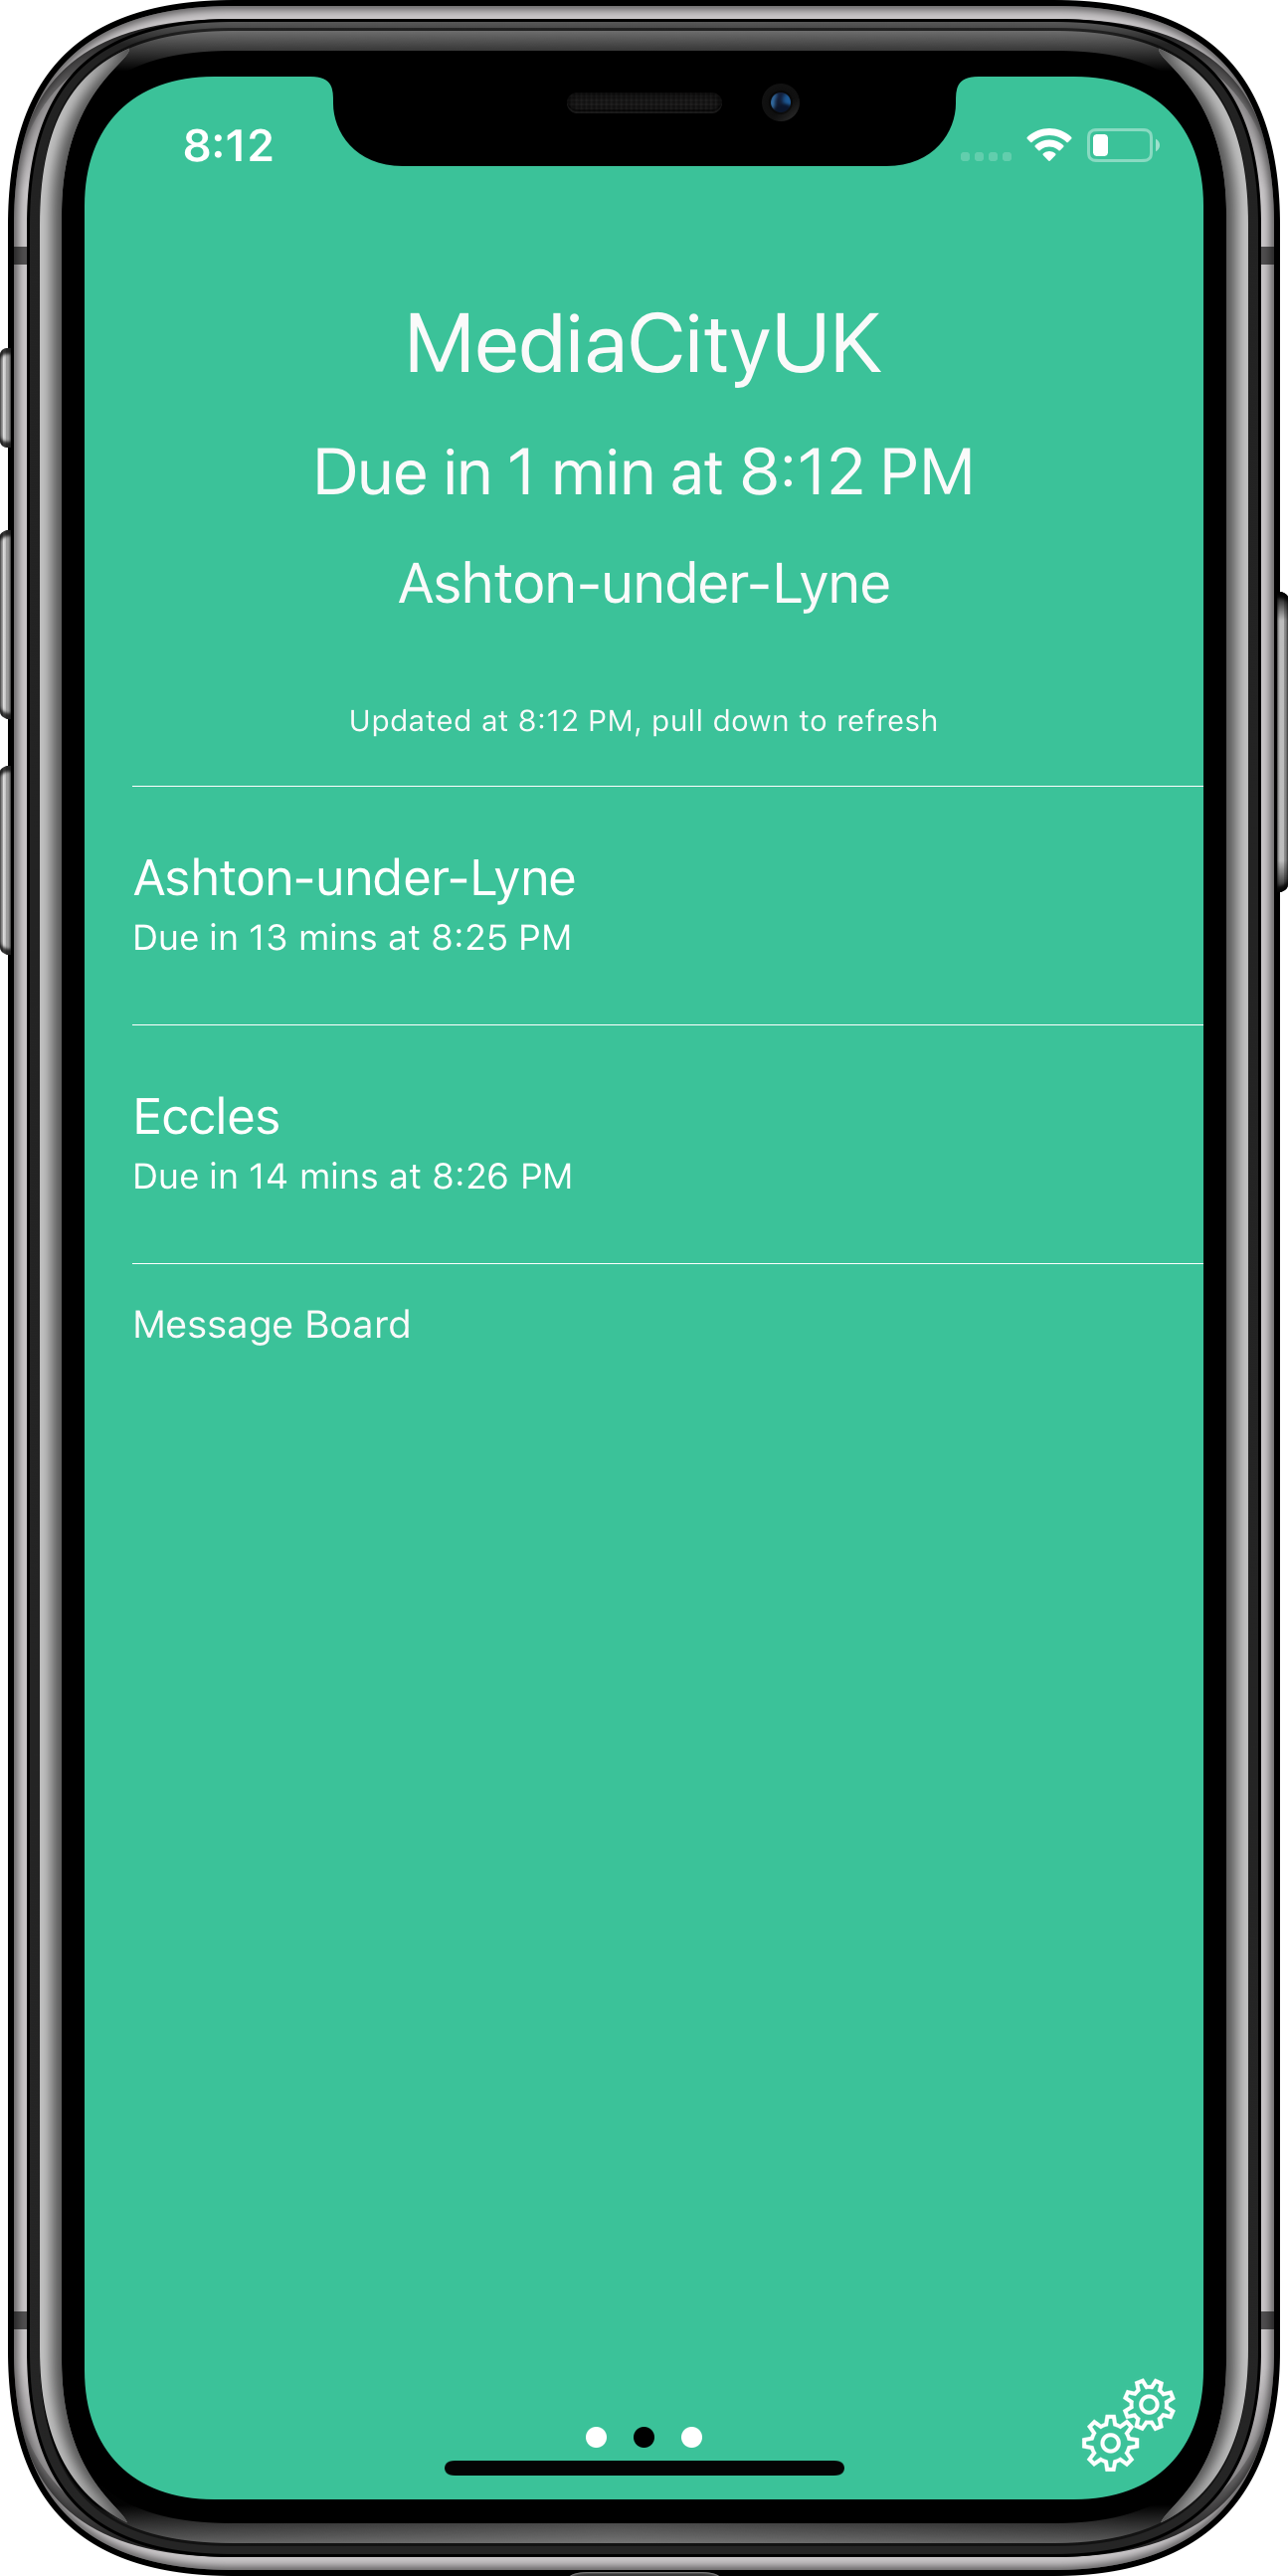 8:12
MediaCityUK
Due in 1 min at 8:12 PM
Ashton-under-Lyne
Updated at 8:12 PM, pull down to refresh
Ashton-under-Lyne
Due in 13 mins at 8:25 PM
Eccles
Due in 14 mins at 8:26 PM
Message Board